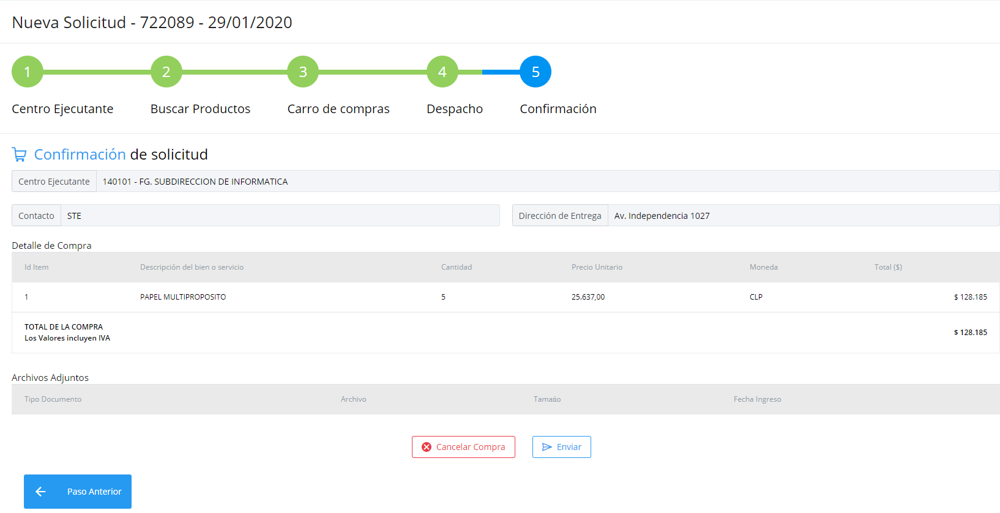 Nueva Solicitud - 722089 - 29/01/2020
1 2 3 4 5
Centro Ejecutante Buscar Productos Carro de compras Despacho Confirmación
Confirmación de solicitud
Centro Ejecutante 140101 - FG. SUBDIRECCION DE INFORMATICA
Contacto STE Dirección de Entrega Av. Independencia 1027
Detalle de Compra
Id Item Descripción del bien o servicio Cantidad Precio Unitario Moneda Total ($)
1 PAPEL MULTIPROPOSITO 5 25.637,00 CLP $ 128.185
TOTAL DE LA COMPRA
Los Valores incluyen IVA $ 128.185
Archivos Adjuntos
Tipo Documento Archivo Tamaño Fecha Ingreso
Cancelar Compra Enviar
Paso Anterior